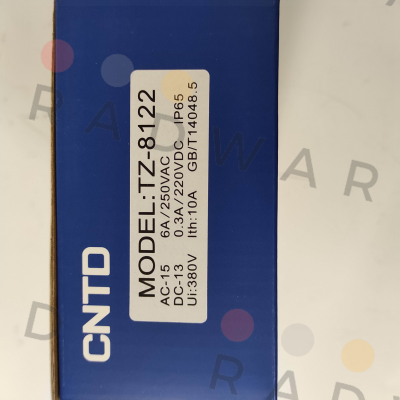 CNTD
MODEL:TZ-8122
AC-15 6A/250VAC IP65
DC-13 0.3A/220VDC
Ui:380V Ith:10A GB/T14048.5
RADWAR
RADWAR